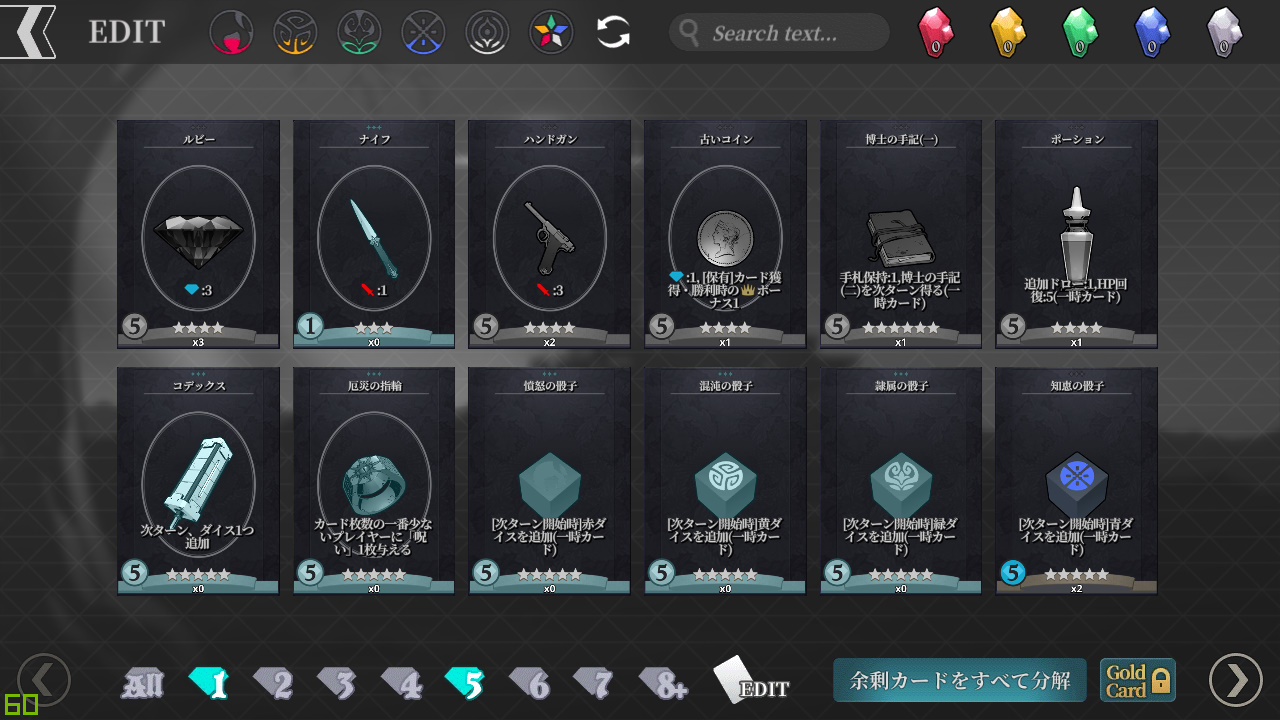 EDIT
Search text...
0
0
0
0
0
ルビー
ナイフ
ハンドガン
古いコイン
博士の手記(一)
ポーション
:3
:1
:3
:1, [保有]カード獲
得・勝利時の ボー
ナス1
手札保持:1,博士の手記
(二)を次ターン得る(一
時カード)
追加ドロー:1,HP回
復:5(一時カード)
5
1
5
5
5
5
x3
x0
x2
x1
x1
x1
コデックス
厄災の指輪
憤怒の骰子
混沌の骰子
隷属の骰子
知恵の骰子
次ターン、ダイス1つ
追加
カード枚数の一番少な
いプレイヤーに「呪
い」1枚与える
[次ターン開始時]赤ダ
イスを追加(一時カー
ド)
[次ターン開始時]黄ダ
イスを追加(一時カー
ド)
[次ターン開始時]緑ダ
イスを追加(一時カー
ド)
[次ターン開始時]青ダ
イスを追加(一時カー
ド)
5
5
5
5
5
5
x0
x0
x0
x0
x0
x2
All
1
2
3
4
5
6
7
8+
EDIT
余剰カードをすべて分解
Gold
Card
60